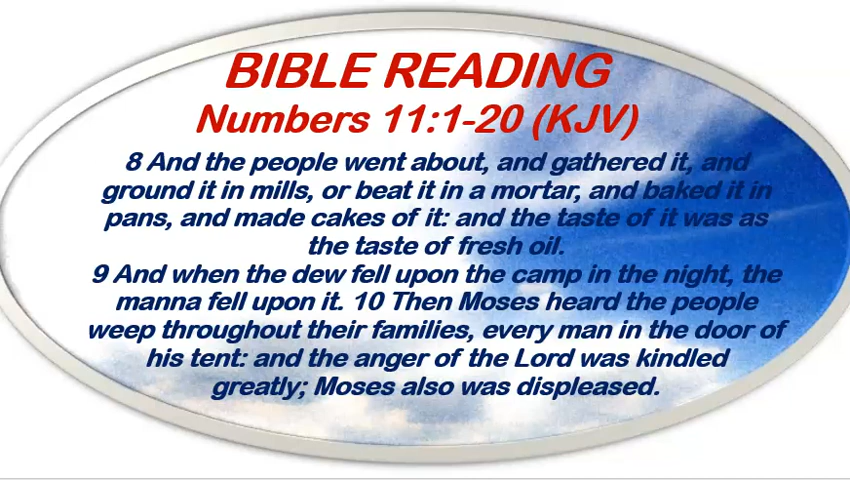 BIBLE READING
Numbers 11:1-20 (KJV)
8 And the people went about, and gathered it, and
ground it in mills, or beat it in a mortar, and baked it in
pans, and made cakes of it: and the taste of it was as
the taste of fresh oil.
9 And when the dew fell upon the camp in the night, the
manna fell upon it. 10 Then Moses heard the people
weep throughout their families, every man in the door of
his tent: and the anger of the Lord was kindled
greatly; Moses also was displeased.